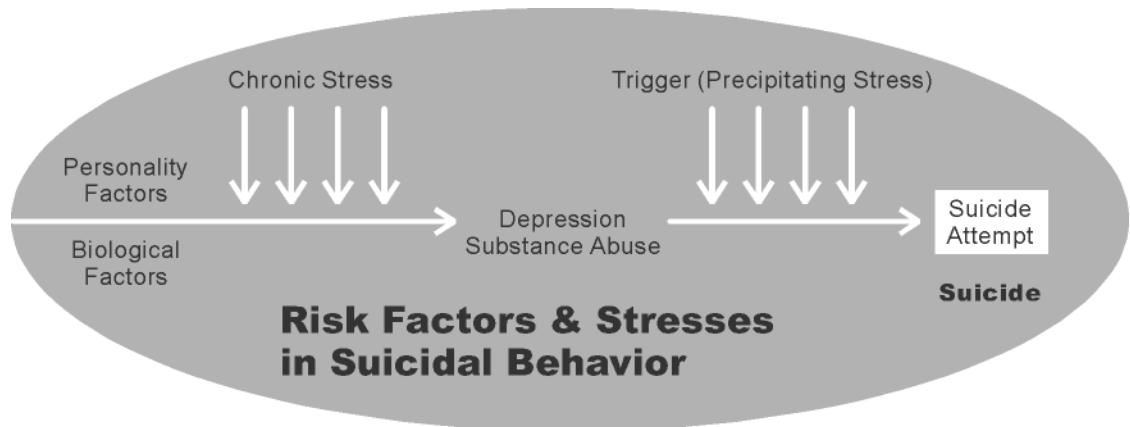 Chronic Stress
Trigger (Precipitating Stress)
Personality
Factors
Biological
Factors
Depression
Substance Abuse
Suicide
Attempt
Suicide
Risk Factors & Stresses
in Suicidal Behavior